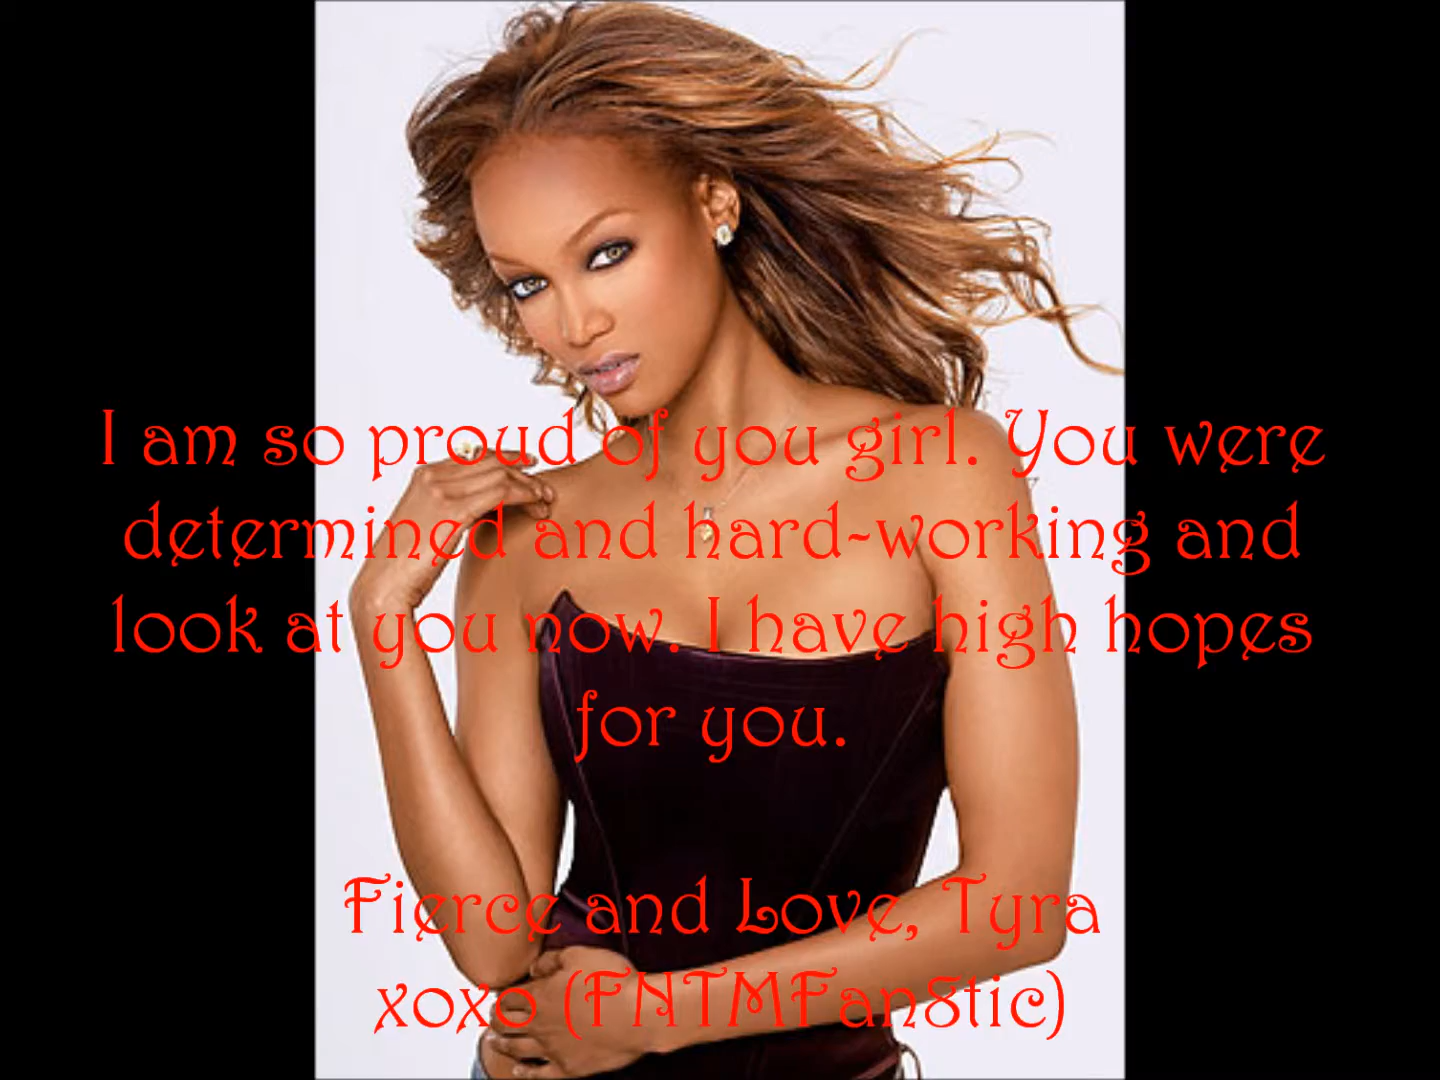 I am so proud of you girl. You were
determined and hard-working and
look at you now. I have high hopes
for you.
Fierce and Love, Tyra
xoxo (FNTMFan8tic)